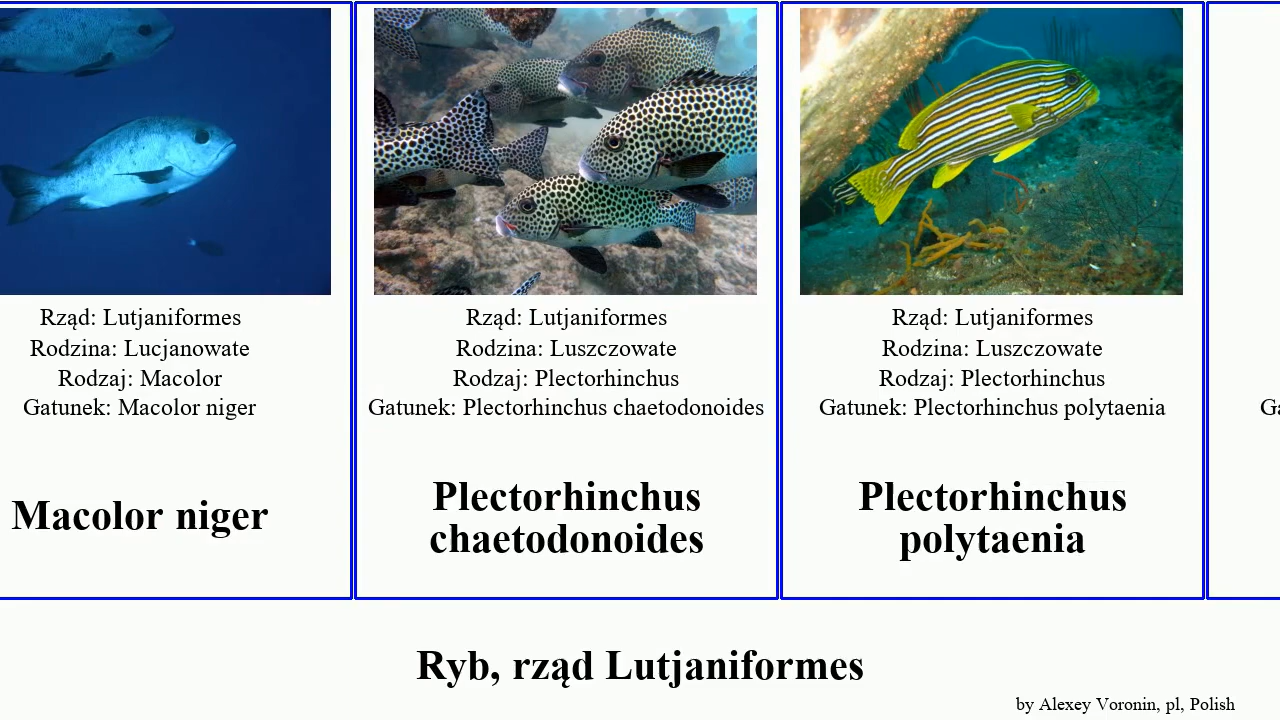 Rząd: Lutjaniformes
Rodzina: Lucjanowate
Rodzaj: Macolor
Gatunek: Macolor niger
Macolor niger
Rząd: Lutjaniformes
Rodzina: Luszczowate
Rodzaj: Plectorhinchus
Gatunek: Plectorhinchus chaetodonoides
Plectorhinchus
chaetodonoides
Rząd: Lutjaniformes
Rodzina: Luszczowate
Rodzaj: Plectorhinchus
Gatunek: Plectorhinchus polytaenia
Plectorhinchus
polytaenia
Ryb, rząd Lutjaniformes
by Alexey Voronin, pl, Polish